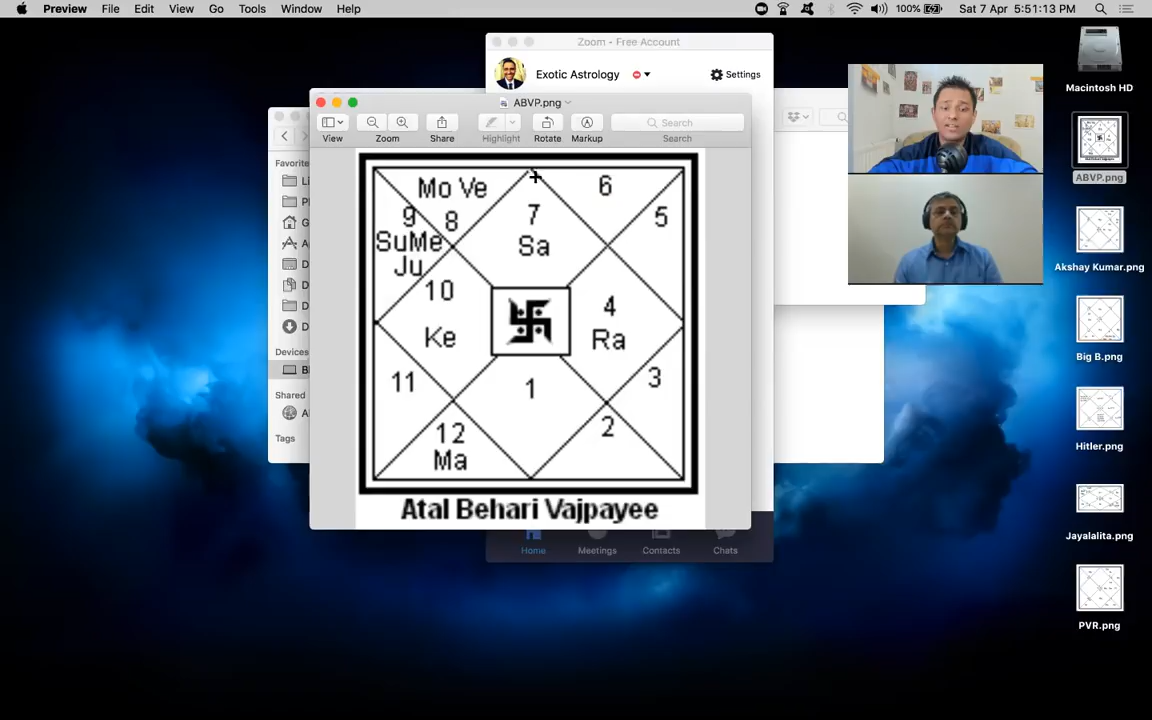 Preview File Edit View Go Tools Window Help
100% Sat 7 Apr 5:51:13 PM
Zoom - Free Account
Exotic Astrology
Settings
ABVP.png
View
Zoom
Share
Highlight
Rotate
Markup
Search
Search
Favorite
Devices
Shared
Tags
Mo Ve
6
9
8
7
5
SuMe
Sa
Ju
10
4
Ke
Ra
11
1
3
12
2
Ma
Atal Behari Vajpayee
Home
Meetings
Contacts
Chats
Macintosh HD
ABVP.png
Akshay Kumar.png
Big B.png
Hitler.png
Jayalalita.png
PVR.png